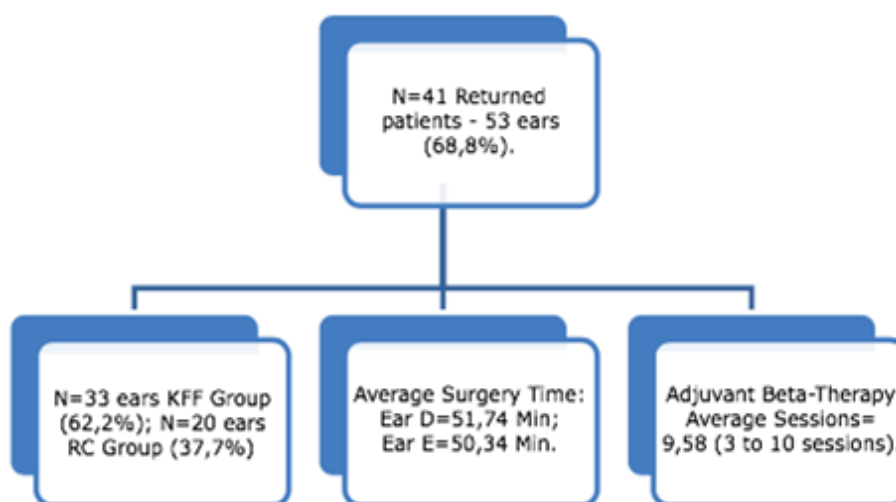 N=41 Returned
patients - 53 ears
(68,8%).
N=33 ears KFF Group
(62,2%); N=20 ears
RC Group (37,7%)
Average Surgery Time:
Ear D=51,74 Min;
Ear E=50,34 Min.
Adjuvant Beta-Therapy
Average Sessions=
9,58 (3 to 10 sessions)